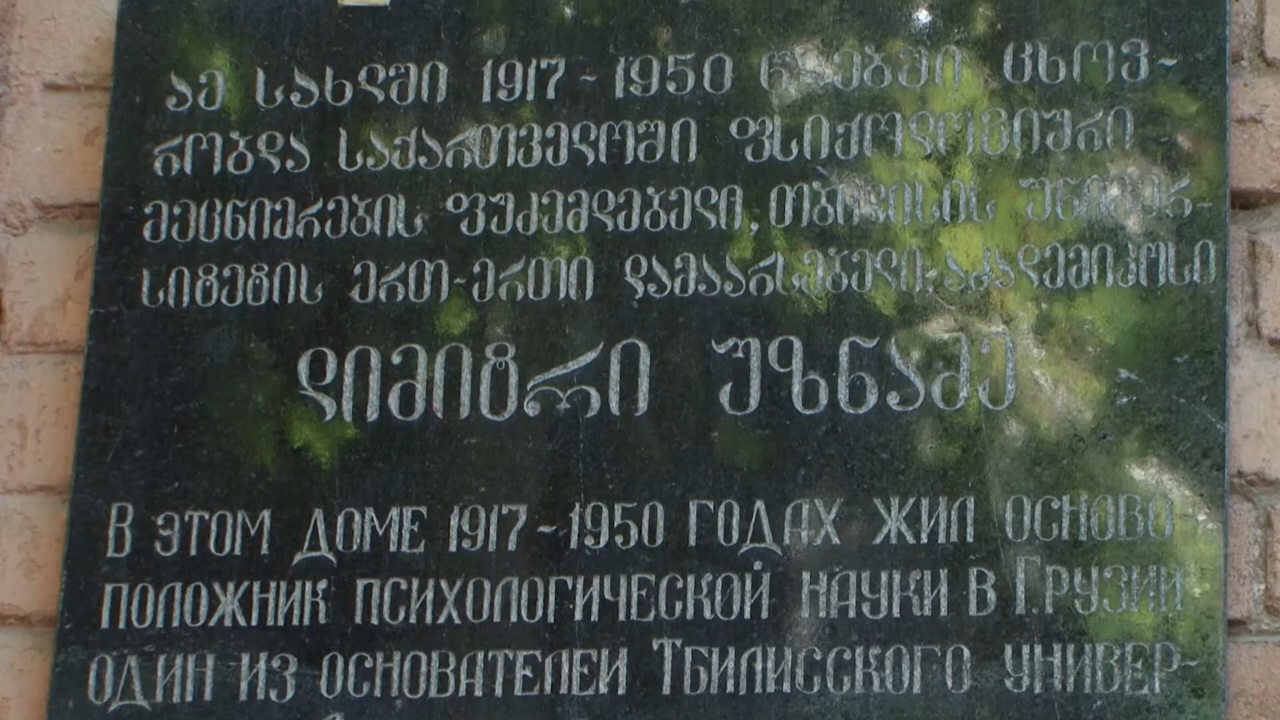 ამ სახლში 1917-1950 წლებში ცხოვ-
რობდა საქართველოში ფსიქოლოგიური
მეცნიერების ფუძემდებელი, თბილისის უნივერ-
სიტეტის ერთ-ერთი დამაარსებელი, აკადემიკოსი
დიმიტრი უზნაძე
В ЭТОМ ДОМЕ 1917-1950 ГОДАХ ЖИЛ ОСНОВО-
ПОЛОЖНИК ПСИХОЛОГИЧЕСКОЙ НАУКИ В Г.РУЗИИ
ОДИН ИЗ ОСНОВАТЕЛЕЙ ТБИЛИССКОГО УНИВЕР-